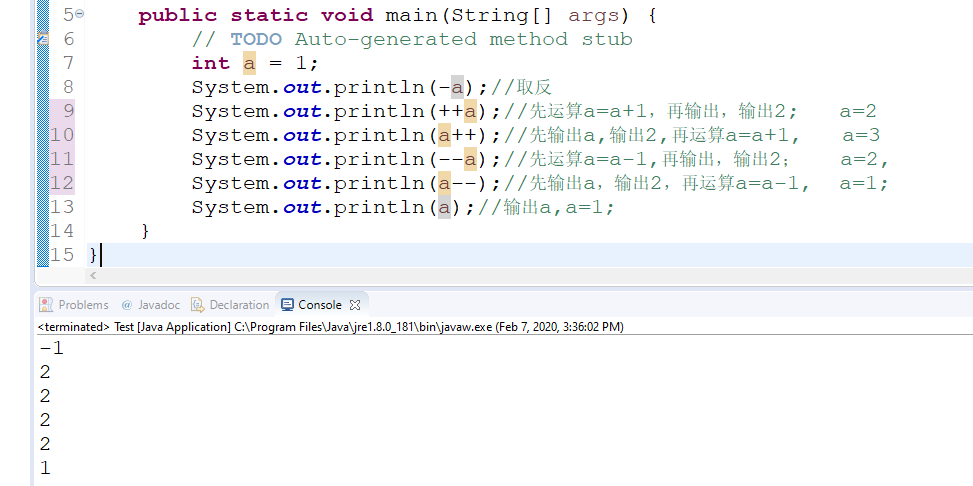 5 public static void main(String[] args) {
6 // TODO Auto-generated method stub
7 int a = 1;
8 System.out.println(-a);//取反
9 System.out.println(++a);//先运算a=a+1，再输出，输出2; a=2
10 System.out.println(a++);//先输出a,输出2,再运算a=a+1, a=3
11 System.out.println(--a);//先运算a=a-1,再输出，输出2； a=2,
12 System.out.println(a--);//先输出a，输出2，再运算a=a-1, a=1;
13 System.out.println(a);//输出a,a=1;
14 }
15 }
Problems @ Javadoc Declaration Console
<terminated> Test [Java Application] C:\Program Files\Java\jre1.8.0_181\bin\javaw.exe (Feb 7, 2020, 3:36:02 PM)
-1
2
2
2
2
1